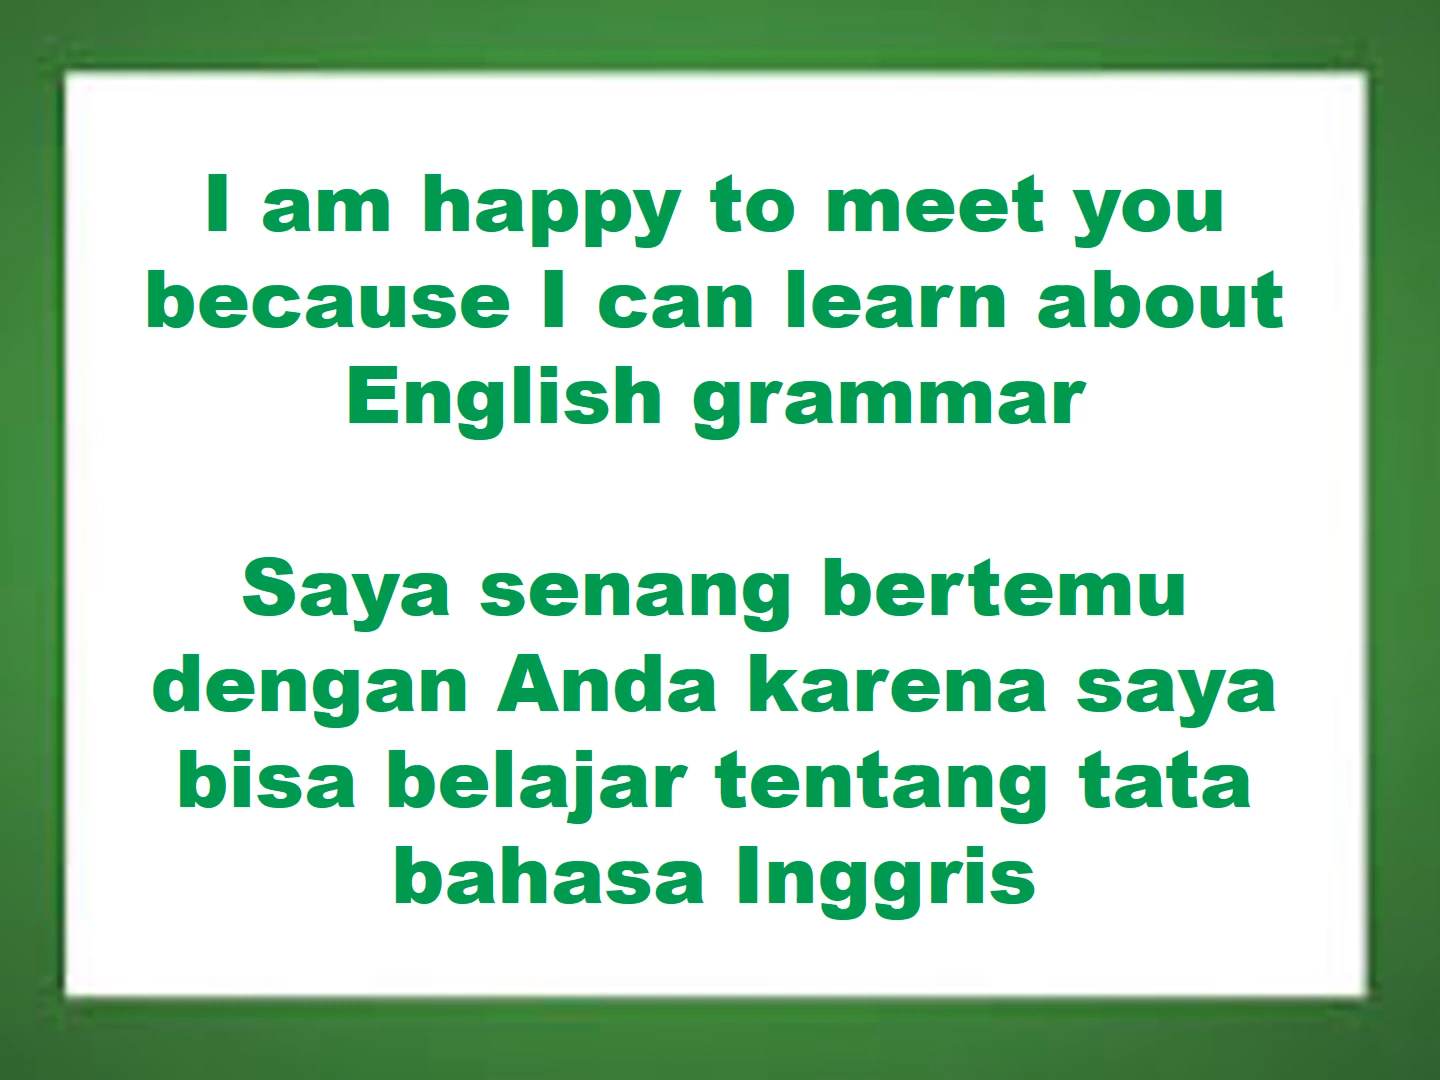 I am happy to meet you
because I can learn about
English grammar
Saya senang bertemu
dengan Anda karena saya
bisa belajar tentang tata
bahasa Inggris